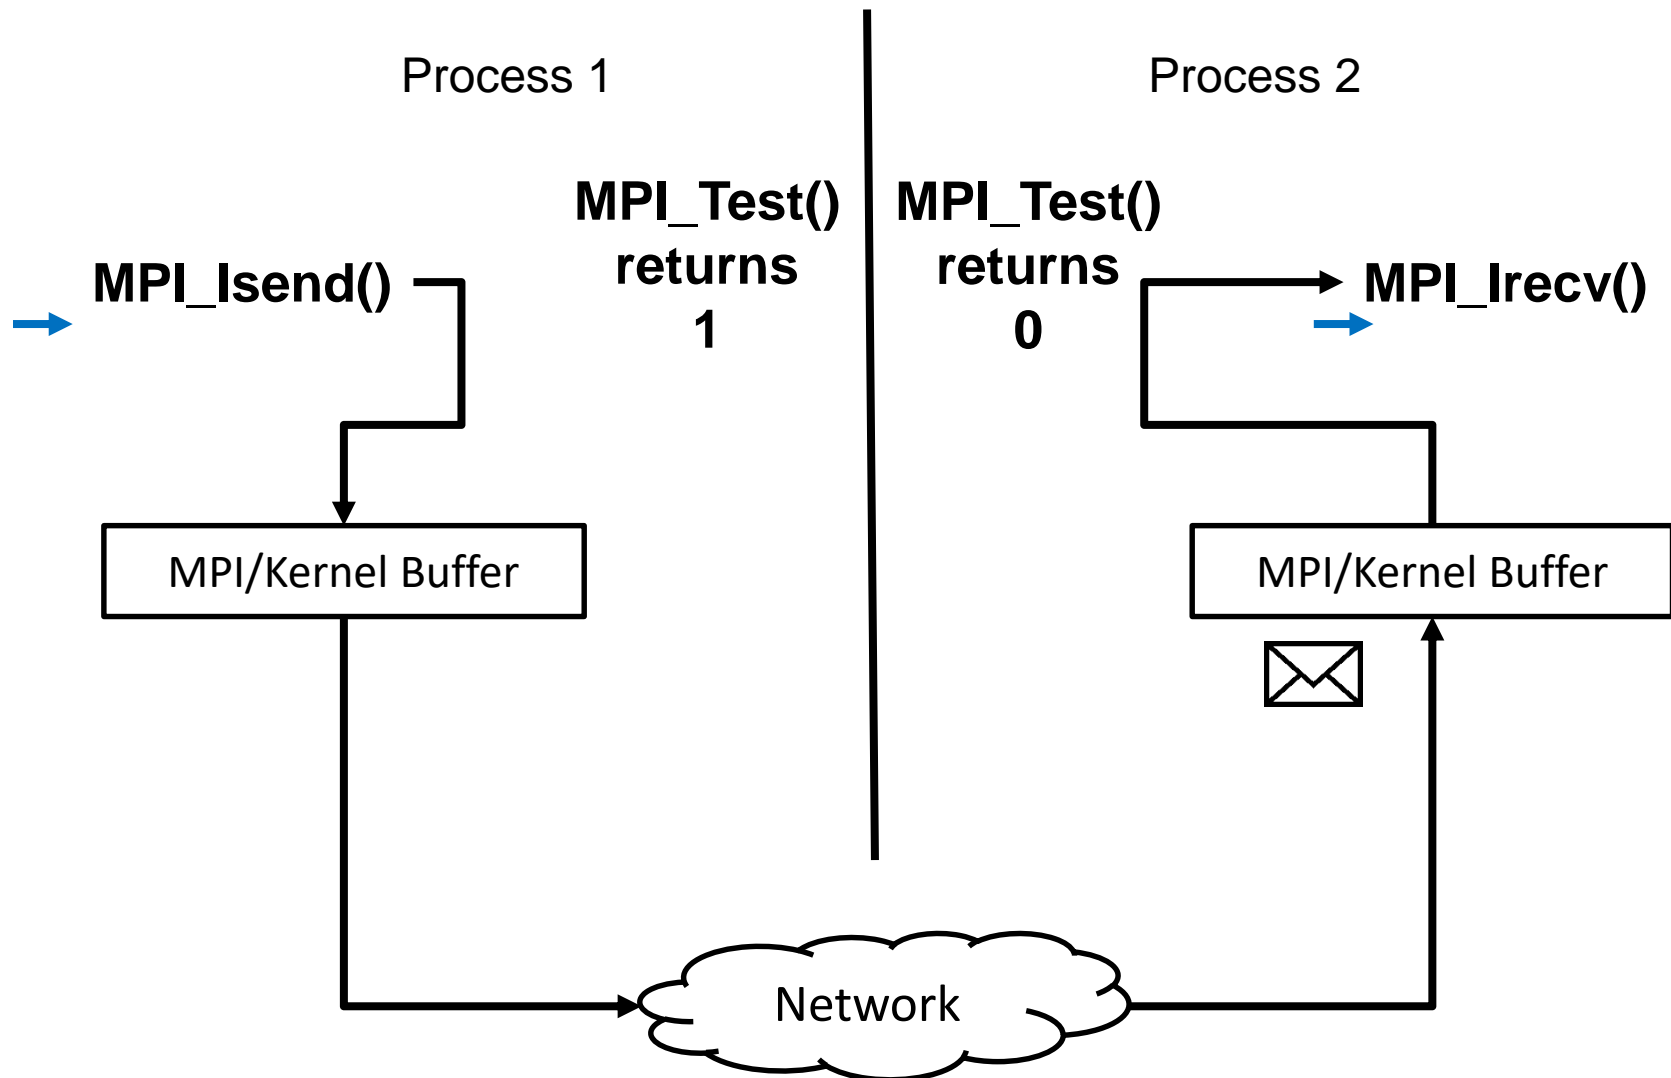 Process 1
Process 2
MPI_Test()
returns
1
MPI_Test()
returns
0
MPI_Isend()
MPI_Irecv()
MPI/Kernel Buffer
MPI/Kernel Buffer
Network